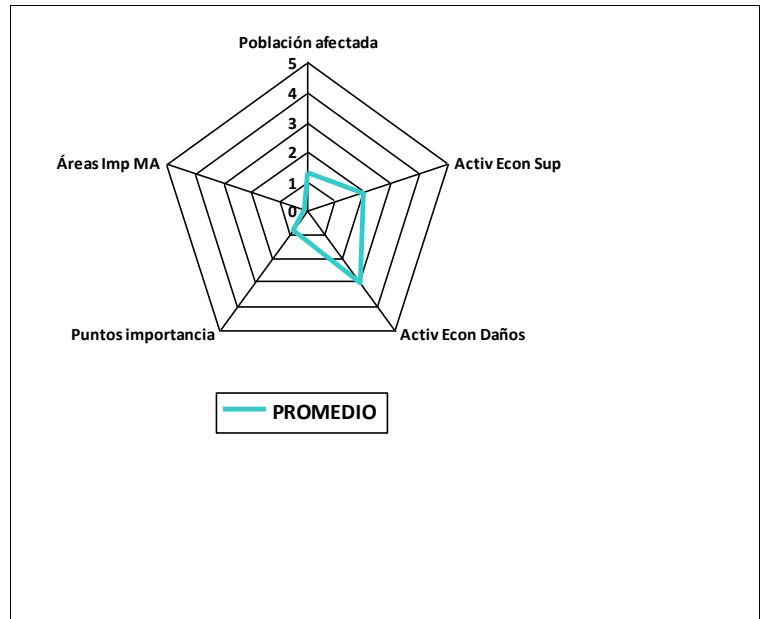 Población afectada
5
4
3
2
1
0
Áreas Imp MA
Activ Econ Sup
Puntos importancia
Activ Econ Daños
PROMEDIO